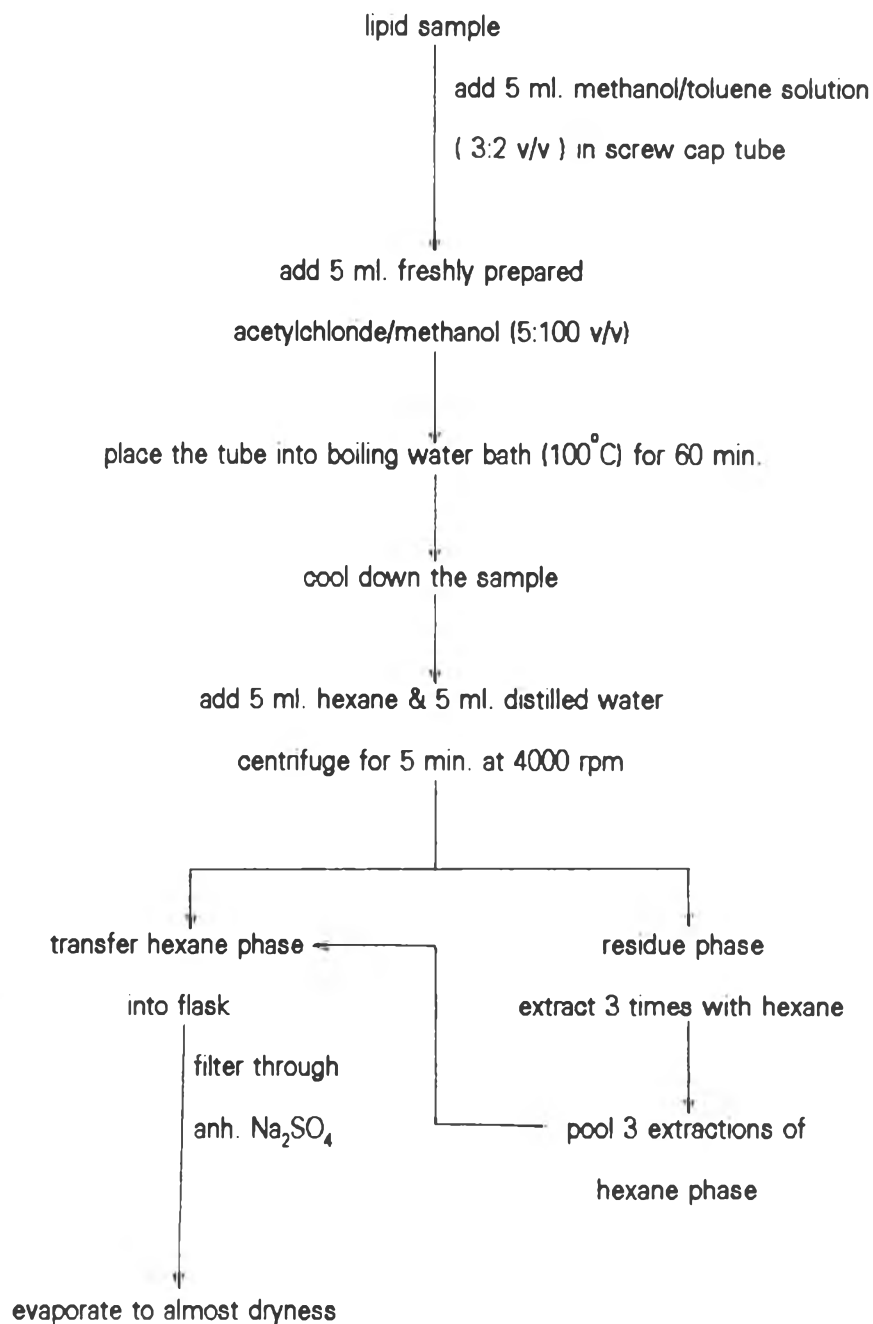 lipid sample
add 5 ml. methanol/toluene solution
( 3:2 v/v ) in screw cap tube
add 5 ml. freshly prepared
acetylchloride/methanol (5:100 v/v)
place the tube into boiling water bath (100°C) for 60 min.
cool down the sample
add 5 ml. hexane & 5 ml. distilled water
centrifuge for 5 min. at 4000 rpm
transfer hexane phase
into flask
residue phase
extract 3 times with hexane
filter through
anh. Na₂SO₄
pool 3 extractions of
hexane phase
evaporate to almost dryness